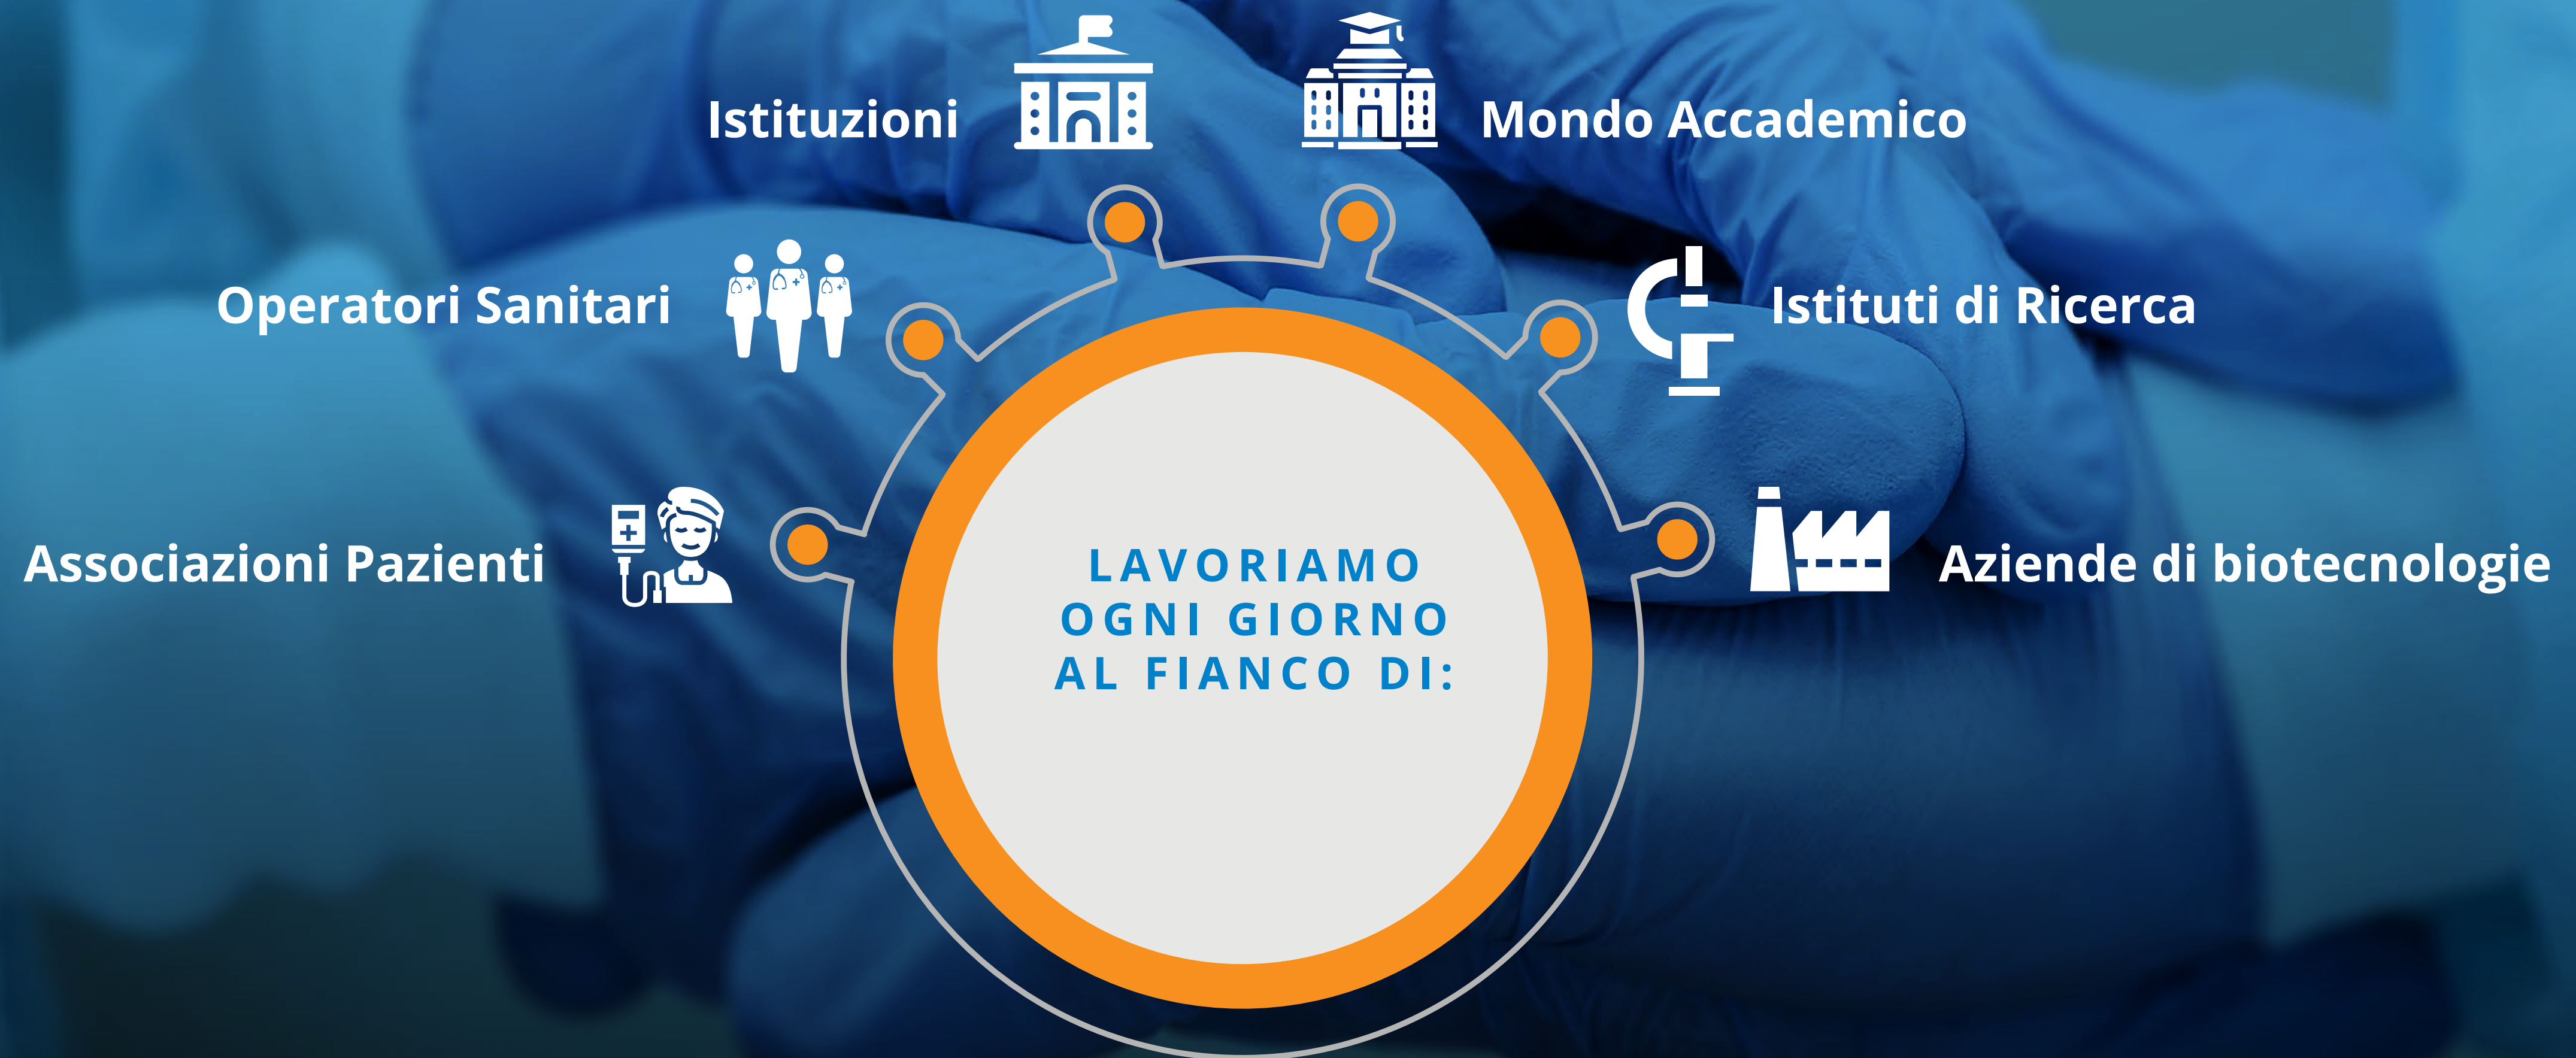 Istituzioni
Mondo Accademico
Operatori Sanitari
Istituti di Ricerca
Associazioni Pazienti
Aziende di biotecnologie
LAVORIAMO
OGNI GIORNO
AL FIANCO DI: